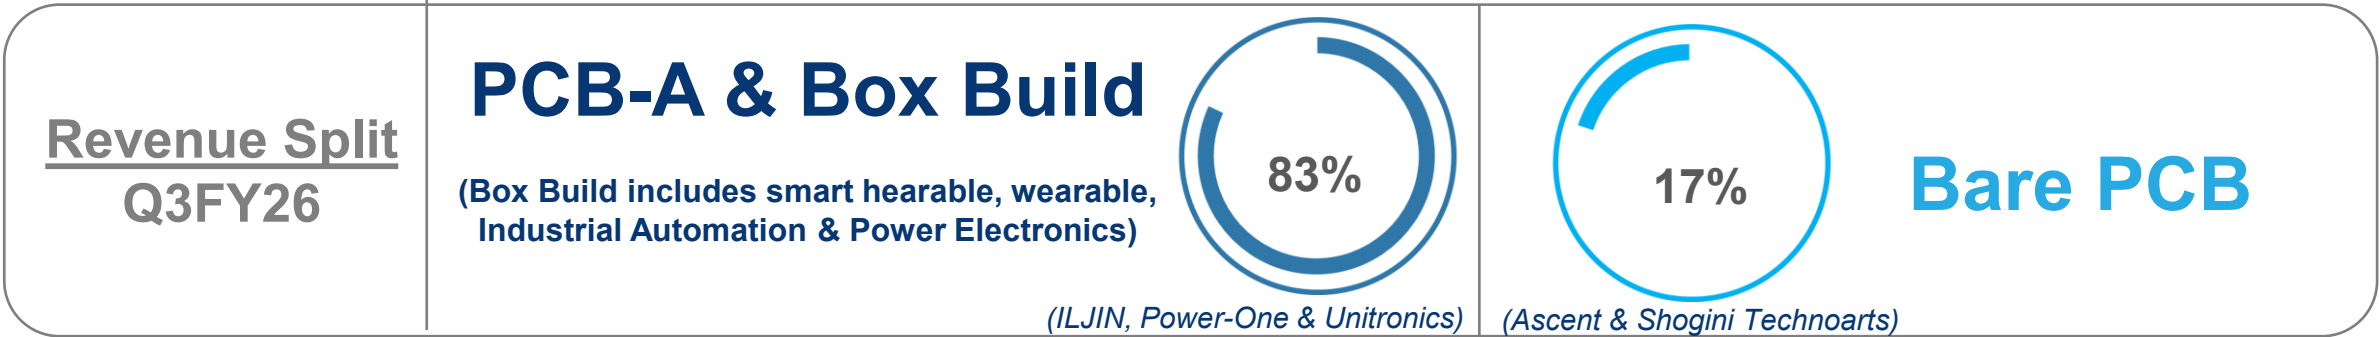 Revenue Split
Q3FY26
PCB-A & Box Build
(Box Build includes smart hearable, wearable,
Industrial Automation & Power Electronics)
83%
(ILJIN, Power-One & Unitronics)
17%
(Ascent & Shogini Technoarts)
Bare PCB